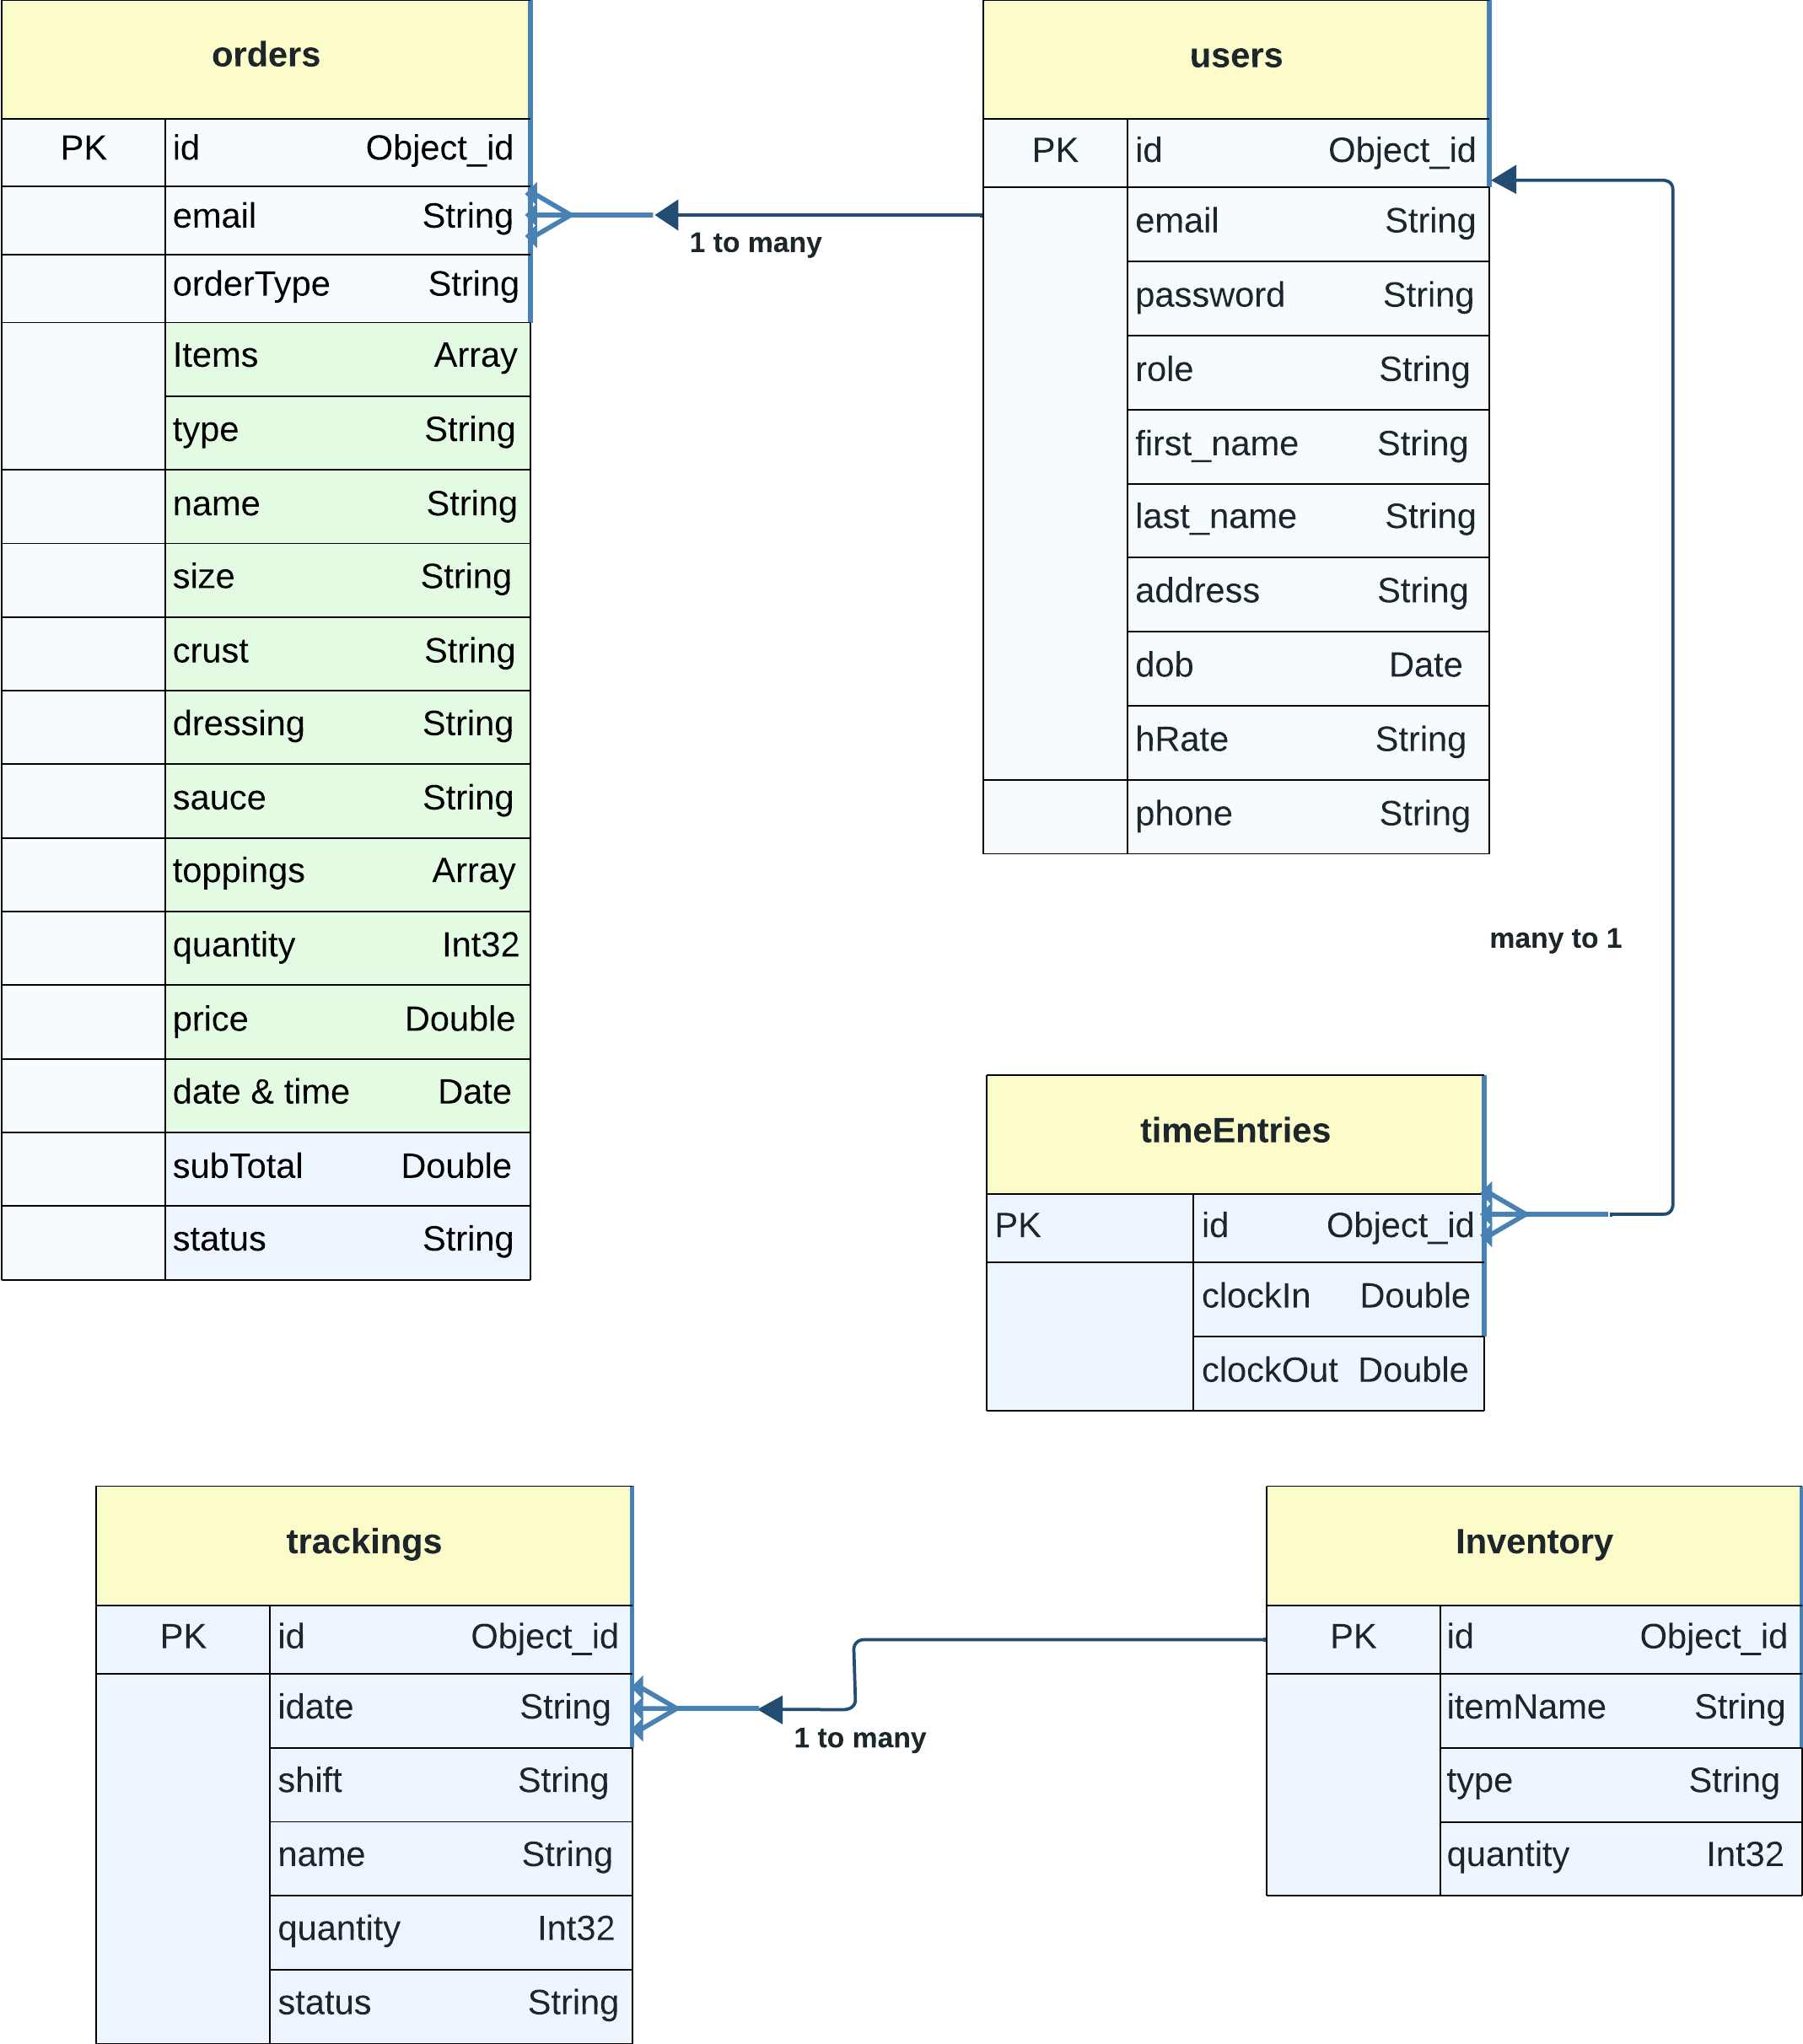 orders
PK id Object_id
email String
orderType String
Items Array
type String
name String
size String
crust String
dressing String
sauce String
toppings Array
quantity Int32
price Double
date & time Date
subTotal Double
status String
1 to many
users
PK id Object_id
email String
password String
role String
first_name String
last_name String
address String
dob Date
hRate String
phone String
many to 1
timeEntries
PK id Object_id
clockIn Double
clockOut Double
trackings
PK id Object_id
idate String
shift String
name String
quantity Int32
status String
1 to many
Inventory
PK id Object_id
itemName String
type String
quantity Int32